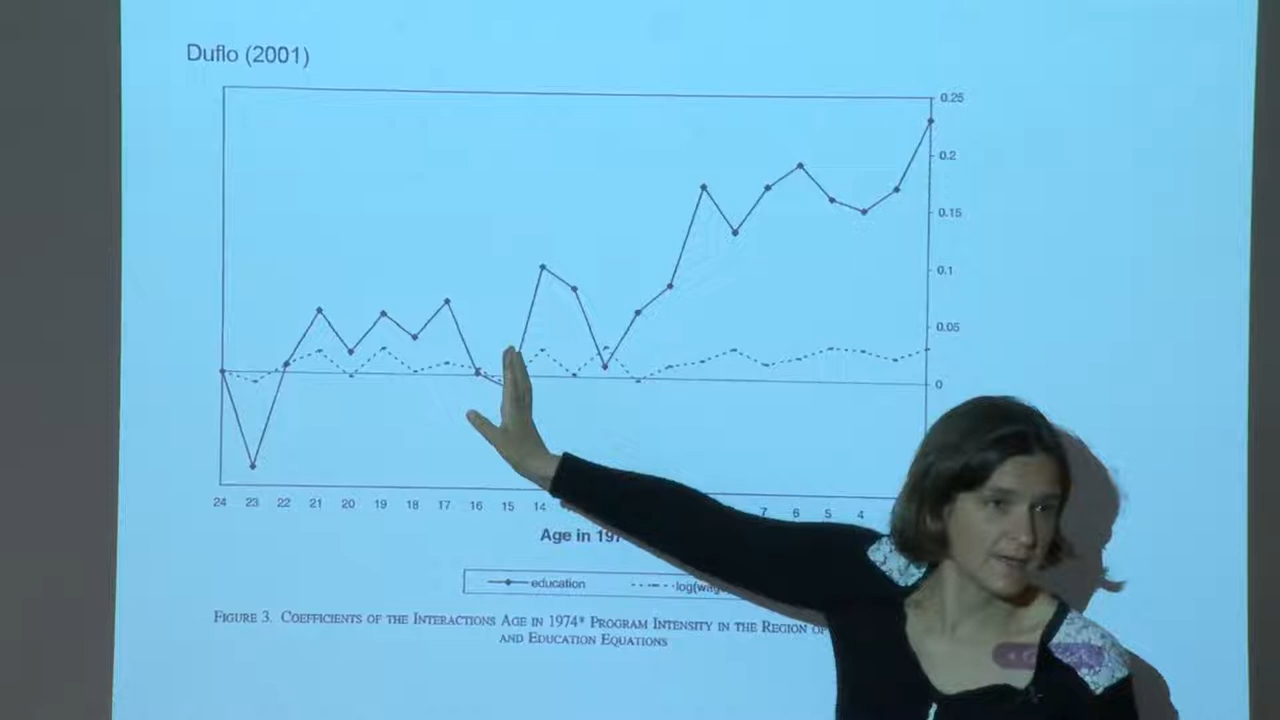 Duflo (2001)
0.25
0.2
0.15
0.1
0.05
0
24 23 22 21 20 19 18 17 16 15 14 7 6 5 4
Age in
education log(wage
FIGURE 3. COEFFICIENTS OF THE INTERACTIONS AGE IN 1974* PROGRAM INTENSITY IN THE REGION OF
AND EDUCATION EQUATIONS